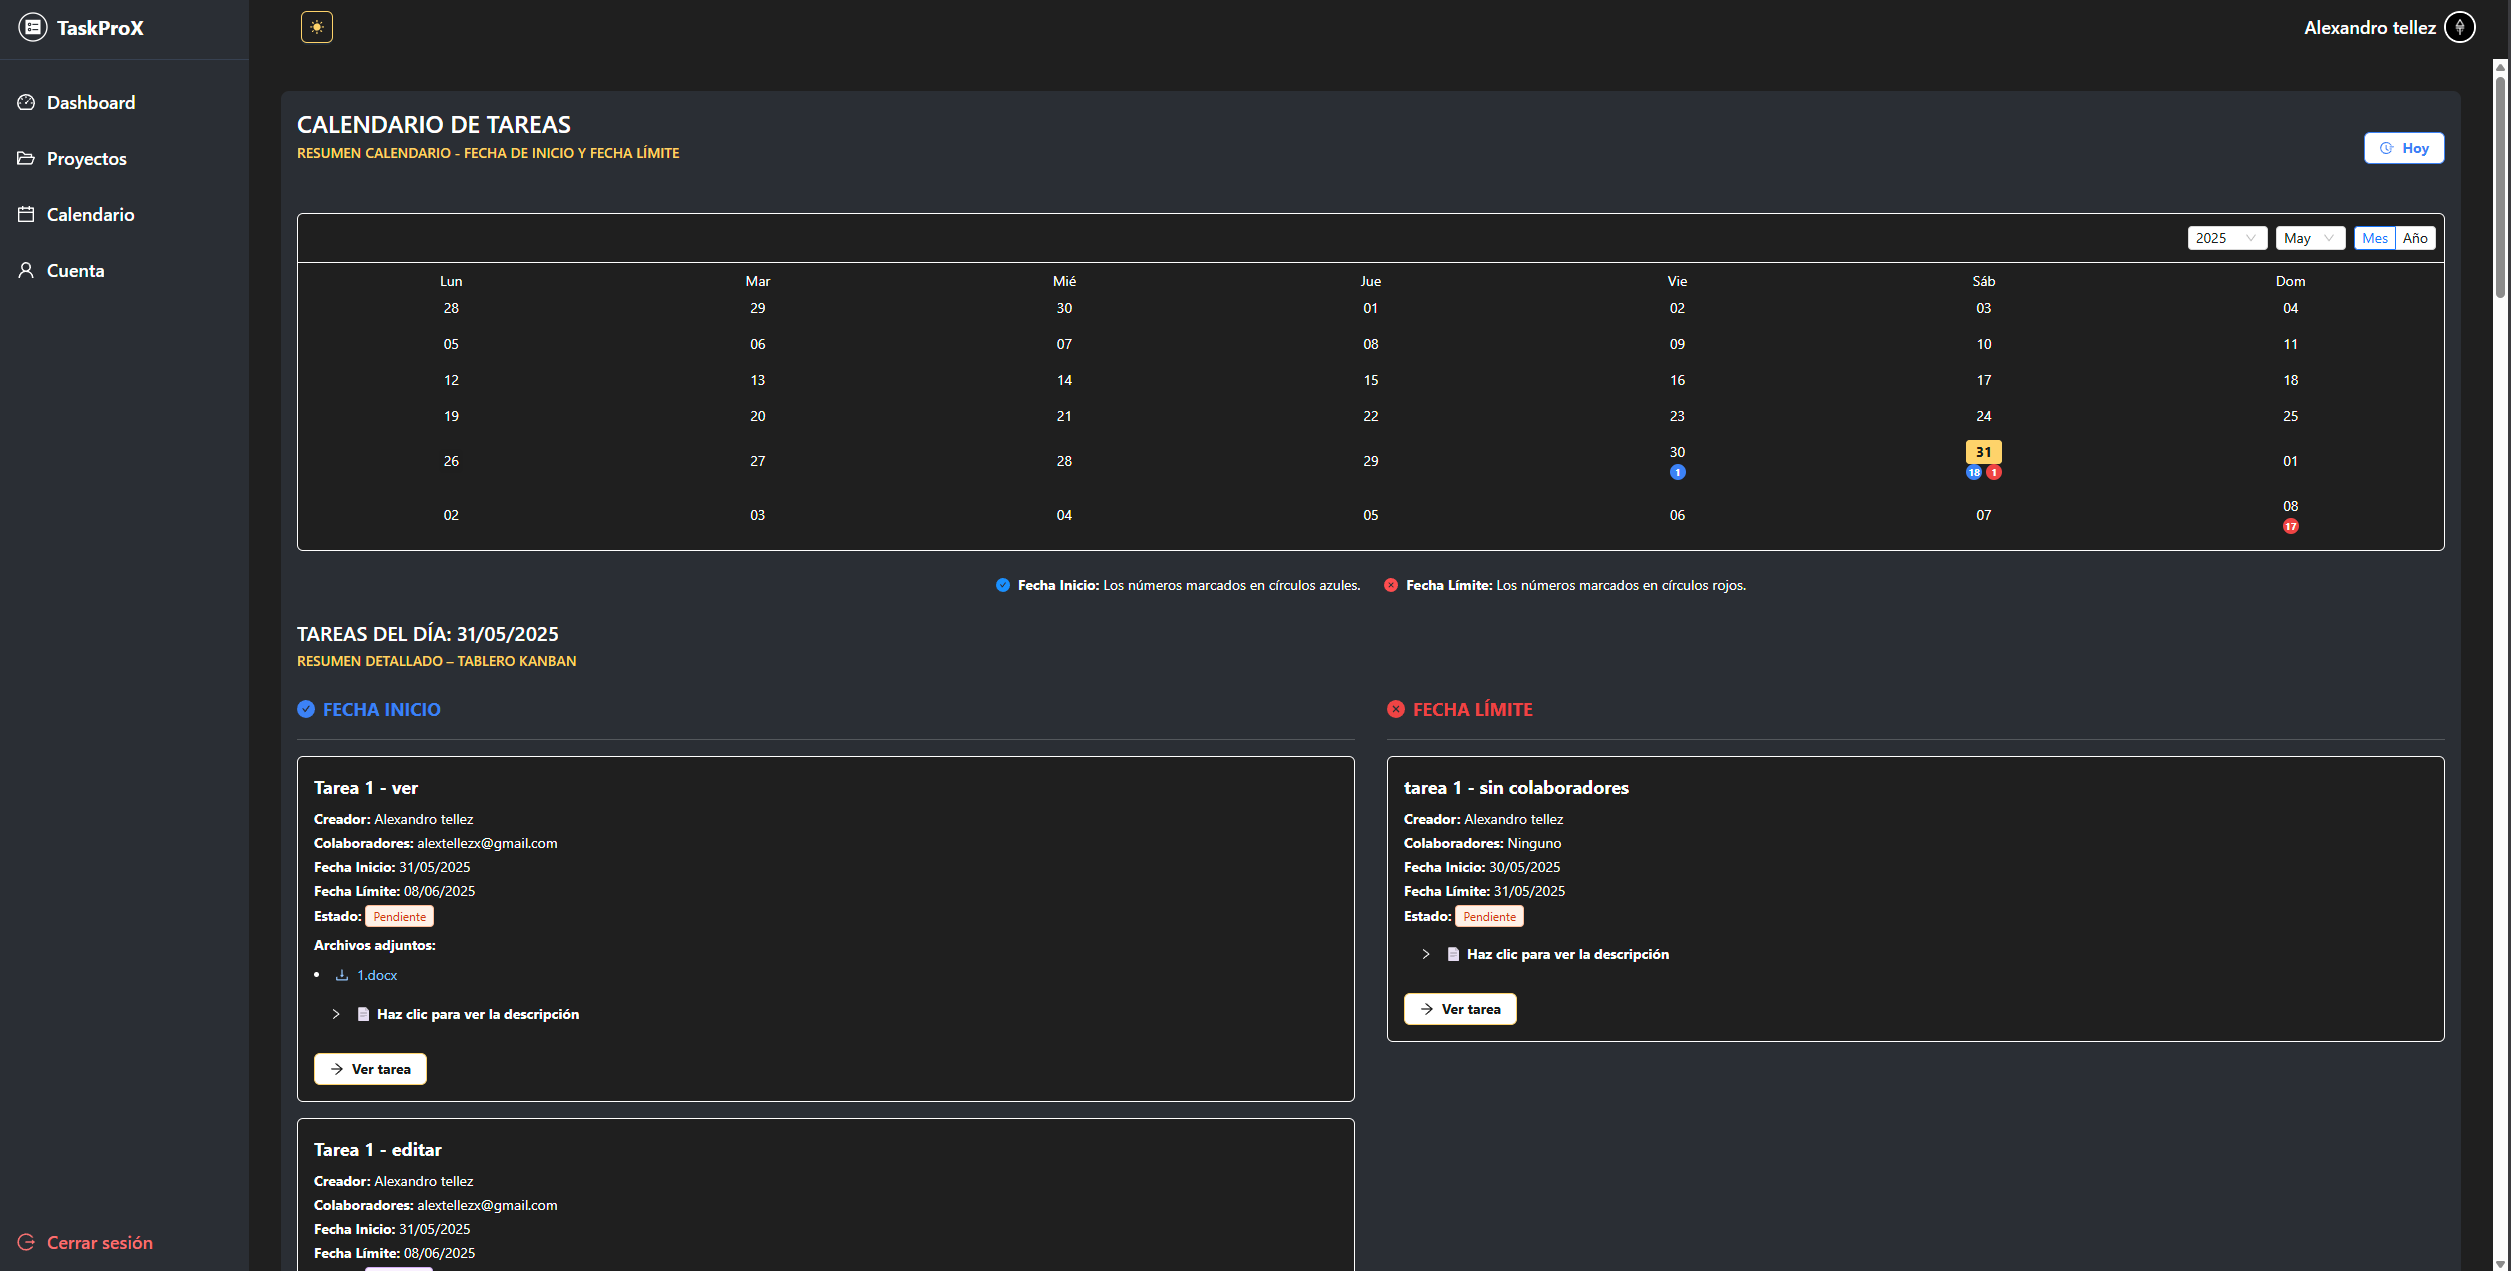 TaskProX
Alexandro tellez
Dashboard
Proyectos
Calendario
Cuenta
Cerrar sesión
CALENDARIO DE TAREAS
RESUMEN CALENDARIO - FECHA DE INICIO Y FECHA LÍMITE
Hoy
2025 May Mes Año
Lun Mar Mié Jue Vie Sáb Dom
28 29 30 01 02 03 04
05 06 07 08 09 10 11
12 13 14 15 16 17 18
19 20 21 22 23 24 25
26 27 28 29 30 31 01
1 18 1
02 03 04 05 06 07 08
17
Fecha Inicio: Los números marcados en círculos azules. Fecha Límite: Los números marcados en círculos rojos.
TAREAS DEL DÍA: 31/05/2025
RESUMEN DETALLADO – TABLERO KANBAN
FECHA INICIO
Tarea 1 - ver
Creador: Alexandro tellez
Colaboradores: alextellezx@gmail.com
Fecha Inicio: 31/05/2025
Fecha Límite: 08/06/2025
Estado: Pendiente
Archivos adjuntos:
1.docx
Haz clic para ver la descripción
Ver tarea
Tarea 1 - editar
Creador: Alexandro tellez
Colaboradores: alextellezx@gmail.com
Fecha Inicio: 31/05/2025
Fecha Límite: 08/06/2025
FECHA LÍMITE
tarea 1 - sin colaboradores
Creador: Alexandro tellez
Colaboradores: Ninguno
Fecha Inicio: 30/05/2025
Fecha Límite: 31/05/2025
Estado: Pendiente
Haz clic para ver la descripción
Ver tarea